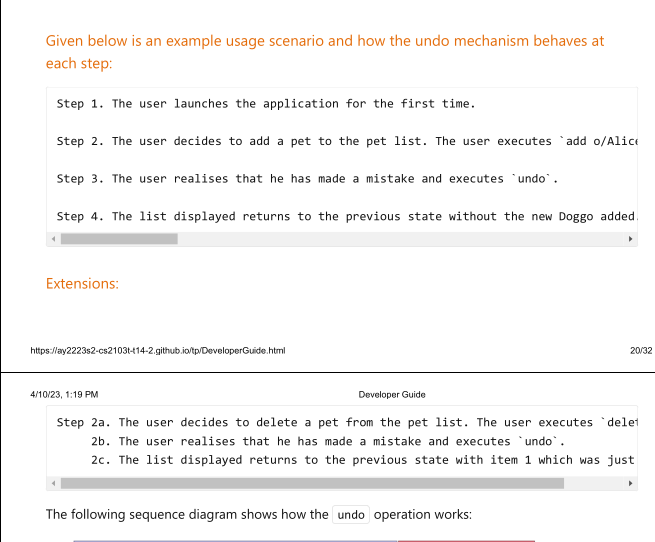 Given below is an example usage scenario and how the undo mechanism behaves at
each step:
Step 1. The user launches the application for the first time.
Step 2. The user decides to add a pet to the pet list. The user executes `add o/Alice
Step 3. The user realises that he has made a mistake and executes `undo`.
Step 4. The list displayed returns to the previous state without the new Doggo added.
Extensions:
https://ay2223s2-cs2103t-t14-2.github.io/tp/DeveloperGuide.html 20/32
4/10/23, 1:19 PM Developer Guide
Step 2a. The user decides to delete a pet from the pet list. The user executes `delet
2b. The user realises that he has made a mistake and executes `undo`.
2c. The list displayed returns to the previous state with item 1 which was just
The following sequence diagram shows how the undo operation works: